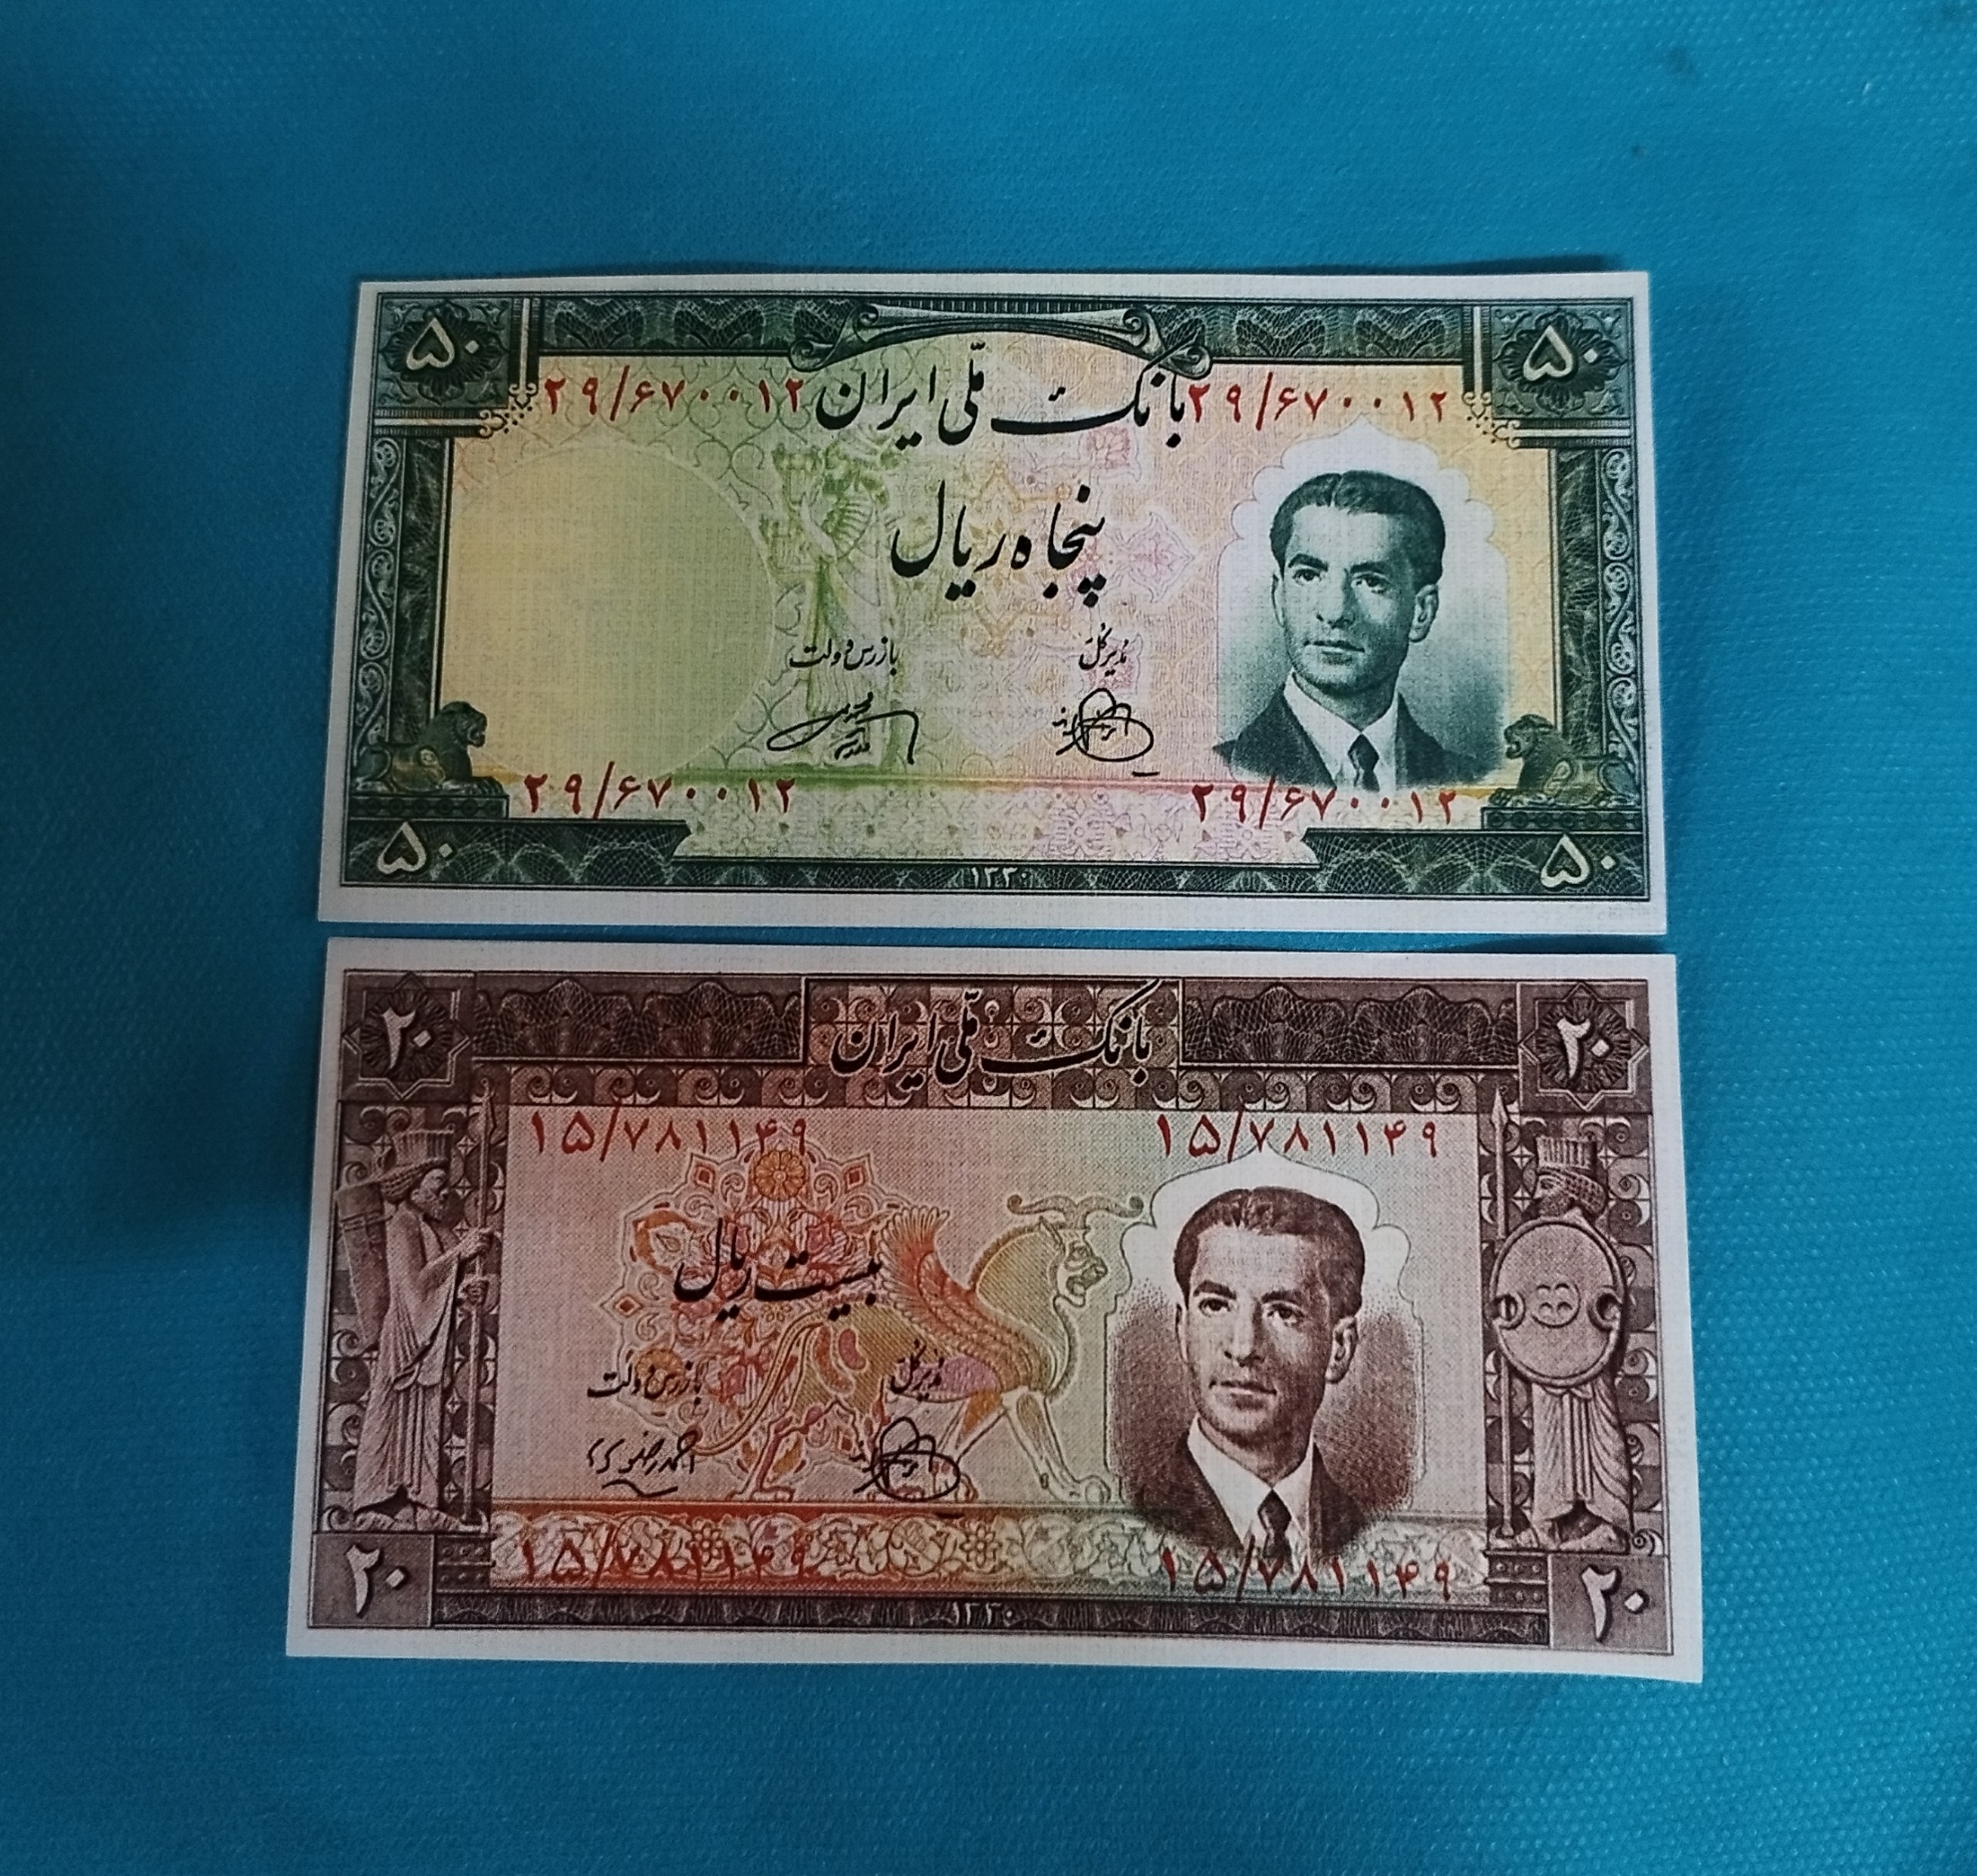 ۵۰ ۵۰
۲۹/۶۷۰۰۱۲ بانک ملّی ایران ۲۹/۶۷۰۰۱۲
پنجاه ریال
مدیر کل بازرس دولت
۲۹/۶۷۰۰۱۲ ۲۹/۶۷۰۰۱۲
۵۰ ۵۰
۱۳۳۰
۲۰ بانک ملّی ایران ۲۰
۱۵/۷۸۱۱۴۹ ۱۵/۷۸۱۱۴۹
بیست ریال
مدیر کل بازرس دولت
۱۵/۷۸۱۱۴۹ ۱۵/۷۸۱۱۴۹
۲۰ ۲۰
۱۳۳۰